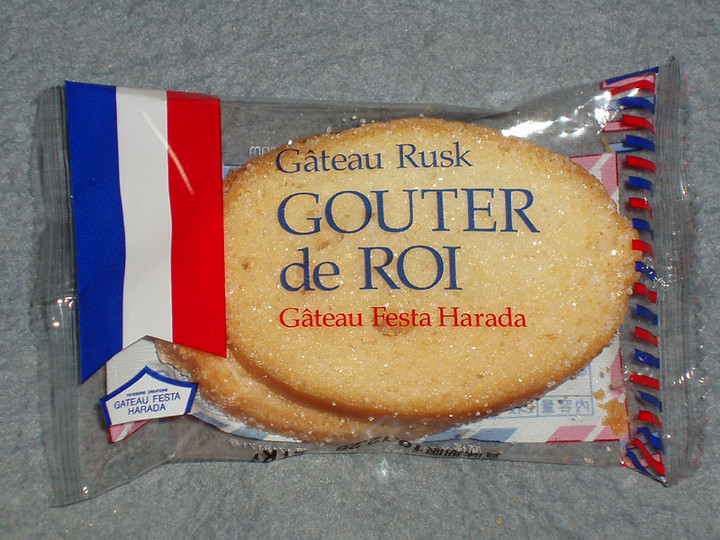 Gâteau Rusk
GOUTER
de ROI
Gâteau Festa Harada
GATEAU FESTA
HARADA